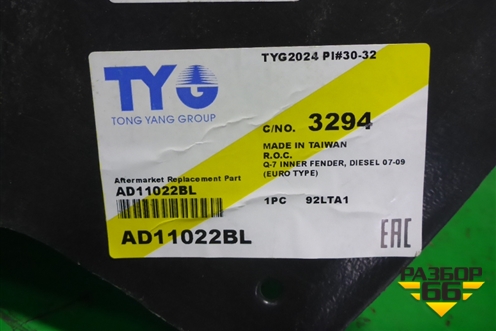 TYG2024 PI#30-32
TYG
TONG YANG GROUP
C/NO. 3294
MADE IN TAIWAN
R.O.C.
Q-7 INNER FENDER, DIESEL 07-09
(EURO TYPE)
Aftermarket Replacement Part
AD11022BL
1PC 92LTA1
AD11022BL
EAC
РАЗБОР
66